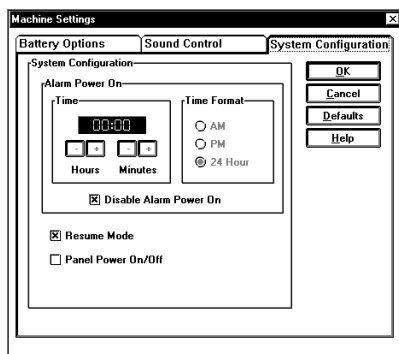 Machine Settings
Battery Options Sound Control System Configuration
System Configuration
Alarm Power On
Time
00:00
- + - +
Hours Minutes
Time Format
AM
PM
24 Hour
Disable Alarm Power On
Resume Mode
Panel Power On/Off
OK
Cancel
Defaults
Help